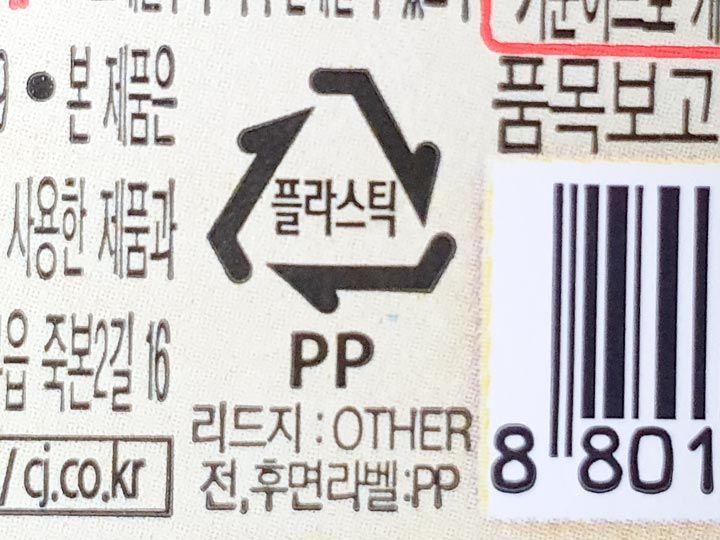 본 제품은
사용한 제품과
읍 죽본2길 16
/ cj.co.kr
플라스틱
PP
리드지 : OTHER
전,후면라벨:PP
품목보고
8 801